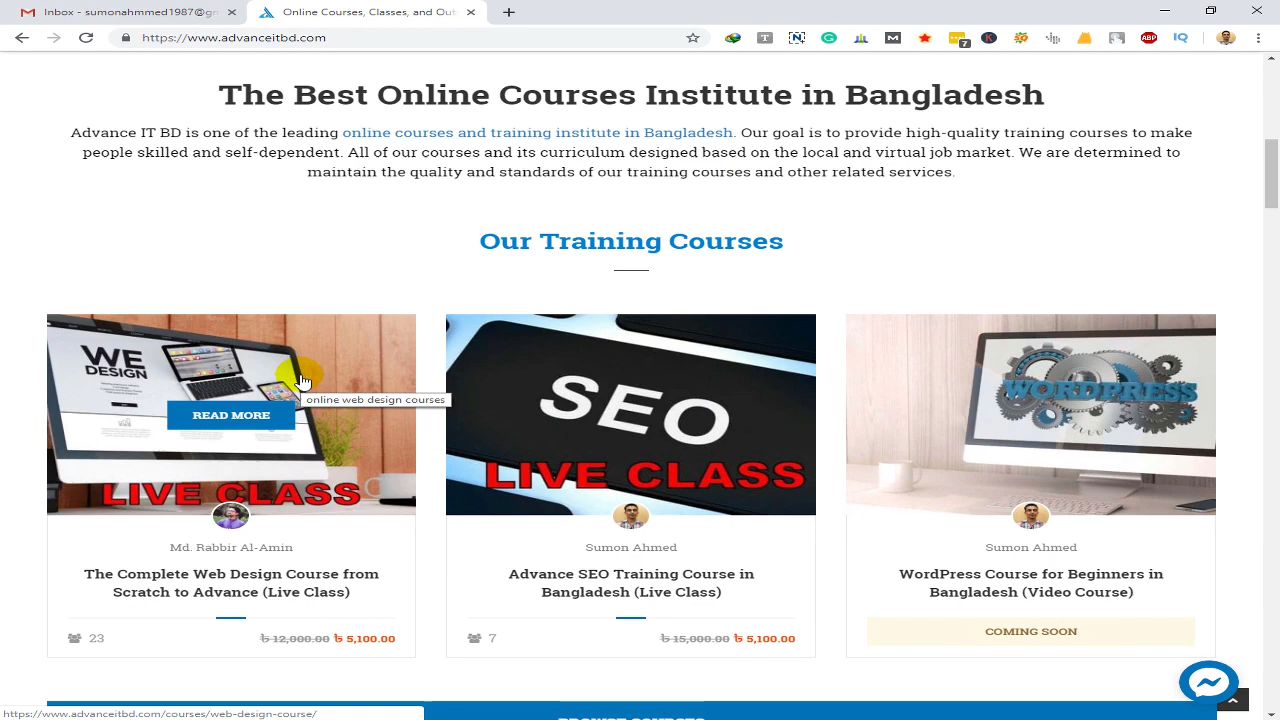 Inbox - sumonahmed1987@gm
Online Courses, Classes, and Out
https://www.advanceitbd.com
7
ABP
IQ
The Best Online Courses Institute in Bangladesh
Advance IT BD is one of the leading online courses and training institute in Bangladesh. Our goal is to provide high-quality training courses to make
people skilled and self-dependent. All of our courses and its curriculum designed based on the local and virtual job market. We are determined to
maintain the quality and standards of our training courses and other related services.
Our Training Courses
WE
DESIGN
READ MORE
online web design courses
LIVE CLASS
SEO
LIVE CLASS
WORDPRESS
Md. Rabbir Al-Amin
The Complete Web Design Course from
Scratch to Advance (Live Class)
23
৳ 12,000.00 ৳ 5,100.00
Sumon Ahmed
Advance SEO Training Course in
Bangladesh (Live Class)
7
৳ 15,000.00 ৳ 5,100.00
Sumon Ahmed
WordPress Course for Beginners in
Bangladesh (Video Course)
COMING SOON
https://www.advanceitbd.com/courses/web-design-course/
BROWSE COURSES